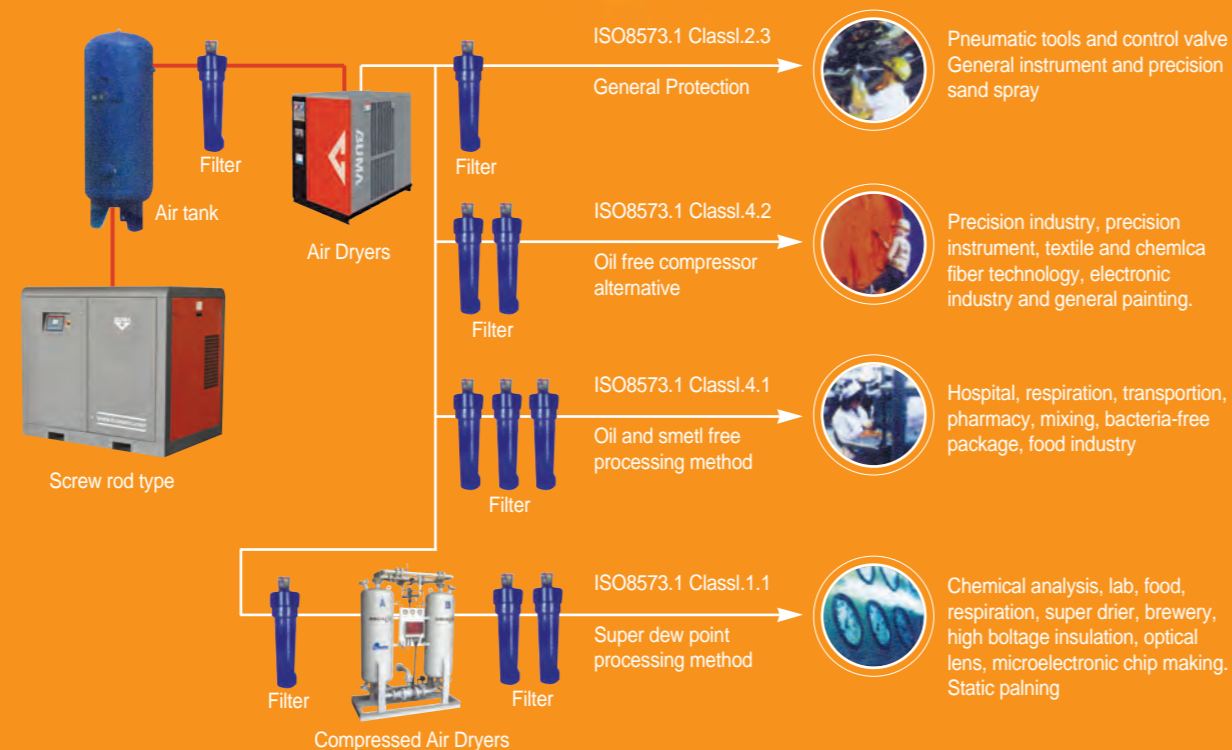 ISO8573.1 Classl.2.3
General Protection
Pneumatic tools and control valve
General instrument and precision
sand spray
Filter
Air tank
BUMA
Air Dryers
Filter
ISO8573.1 Classl.4.2
Oil free compressor
alternative
Filter
Precision industry, precision
instrument, textile and chemlca
fiber technology, electronic
industry and general painting.
Screw rod type
ISO8573.1 Classl.4.1
Oil and smetl free
processing method
Filter
Hospital, respiration, transportion,
pharmacy, mixing, bacteria-free
package, food industry
Filter
A
B
Compressed Air Dryers
Filter
ISO8573.1 Classl.1.1
Super dew point
processing method
Chemical analysis, lab, food,
respiration, super drier, brewery,
high boltage insulation, optical
lens, microelectronic chip making.
Static palning